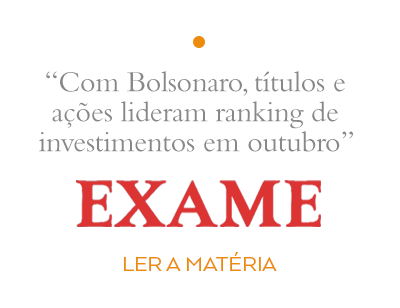 “Com Bolsonaro, títulos e
ações lideram ranking de
investimentos em outubro”
EXAME
LER A MATÉRIA